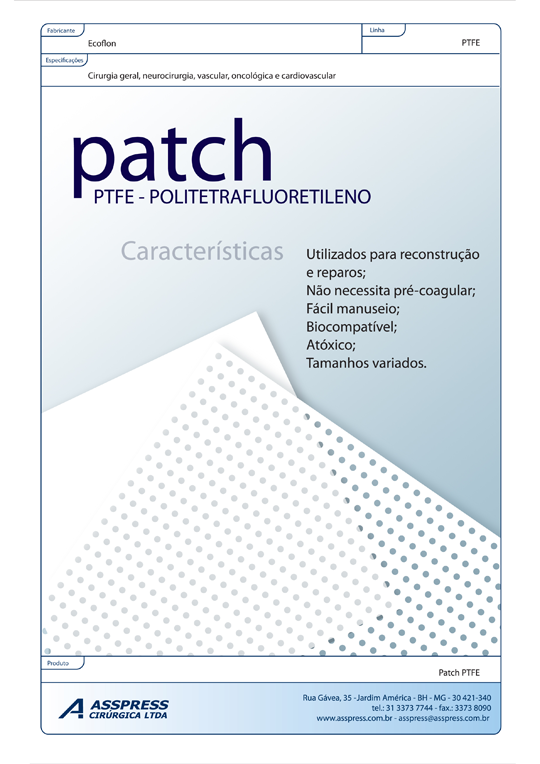 Fabricante
Ecoflon
Linha
PTFE
Especificações
Cirurgia geral, neurocirurgia, vascular, oncológica e cardiovascular
patch
PTFE - POLITETRAFLUORETILENO
Características
Utilizados para reconstrução
e reparos;
Não necessita pré-coagular;
Fácil manuseio;
Biocompatível;
Atóxico;
Tamanhos variados.
Produto
Patch PTFE
ASSPRESS
CIRÚRGICA LTDA
Rua Gávea, 35 -Jardim América - BH - MG - 30 421-340
tel.: 31 3373 7744 - fax.: 3373 8090
www.asspress.com.br - asspress@asspress.com.br